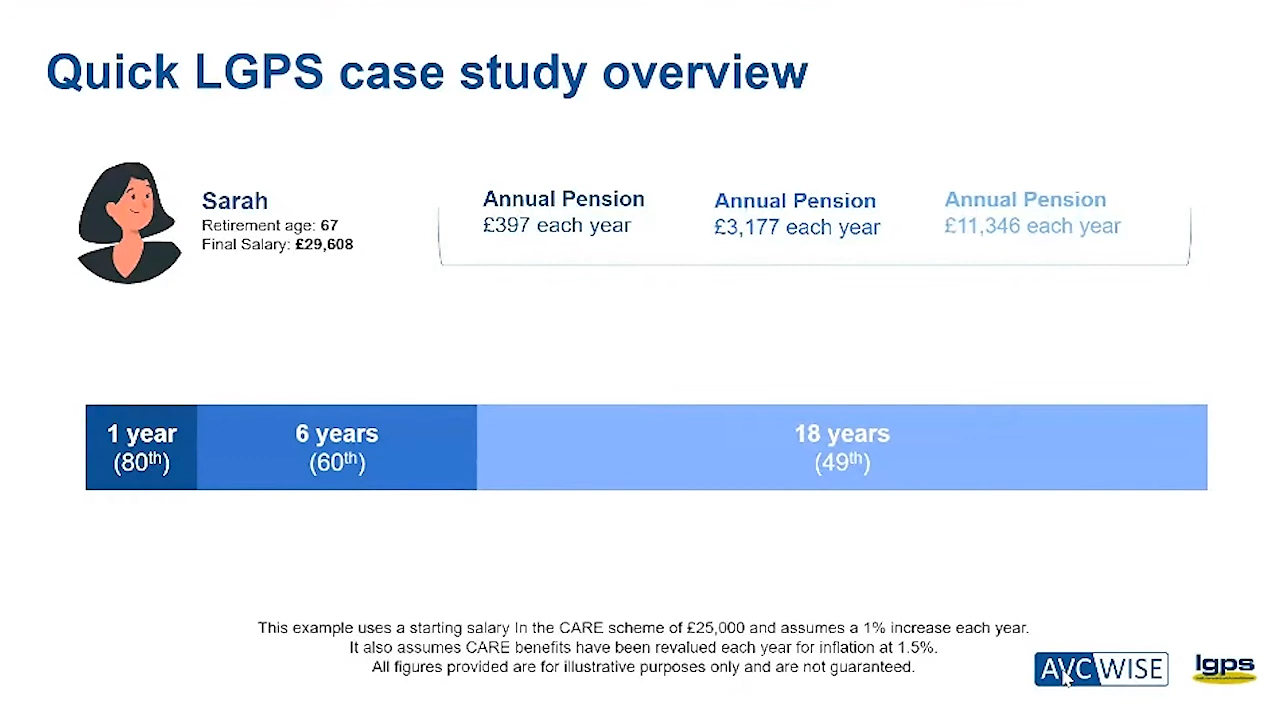 Quick LGPS case study overview
Sarah
Retirement age: 67
Final Salary: £29,608
Annual Pension
£397 each year
Annual Pension
£3,177 each year
Annual Pension
£11,346 each year
1 year
(80th)
6 years
(60th)
18 years
(49th)
This example uses a starting salary In the CARE scheme of £25,000 and assumes a 1% increase each year.
It also assumes CARE benefits have been revalued each year for inflation at 1.5%.
All figures provided are for illustrative purposes only and are not guaranteed.
AVC WISE
lgps